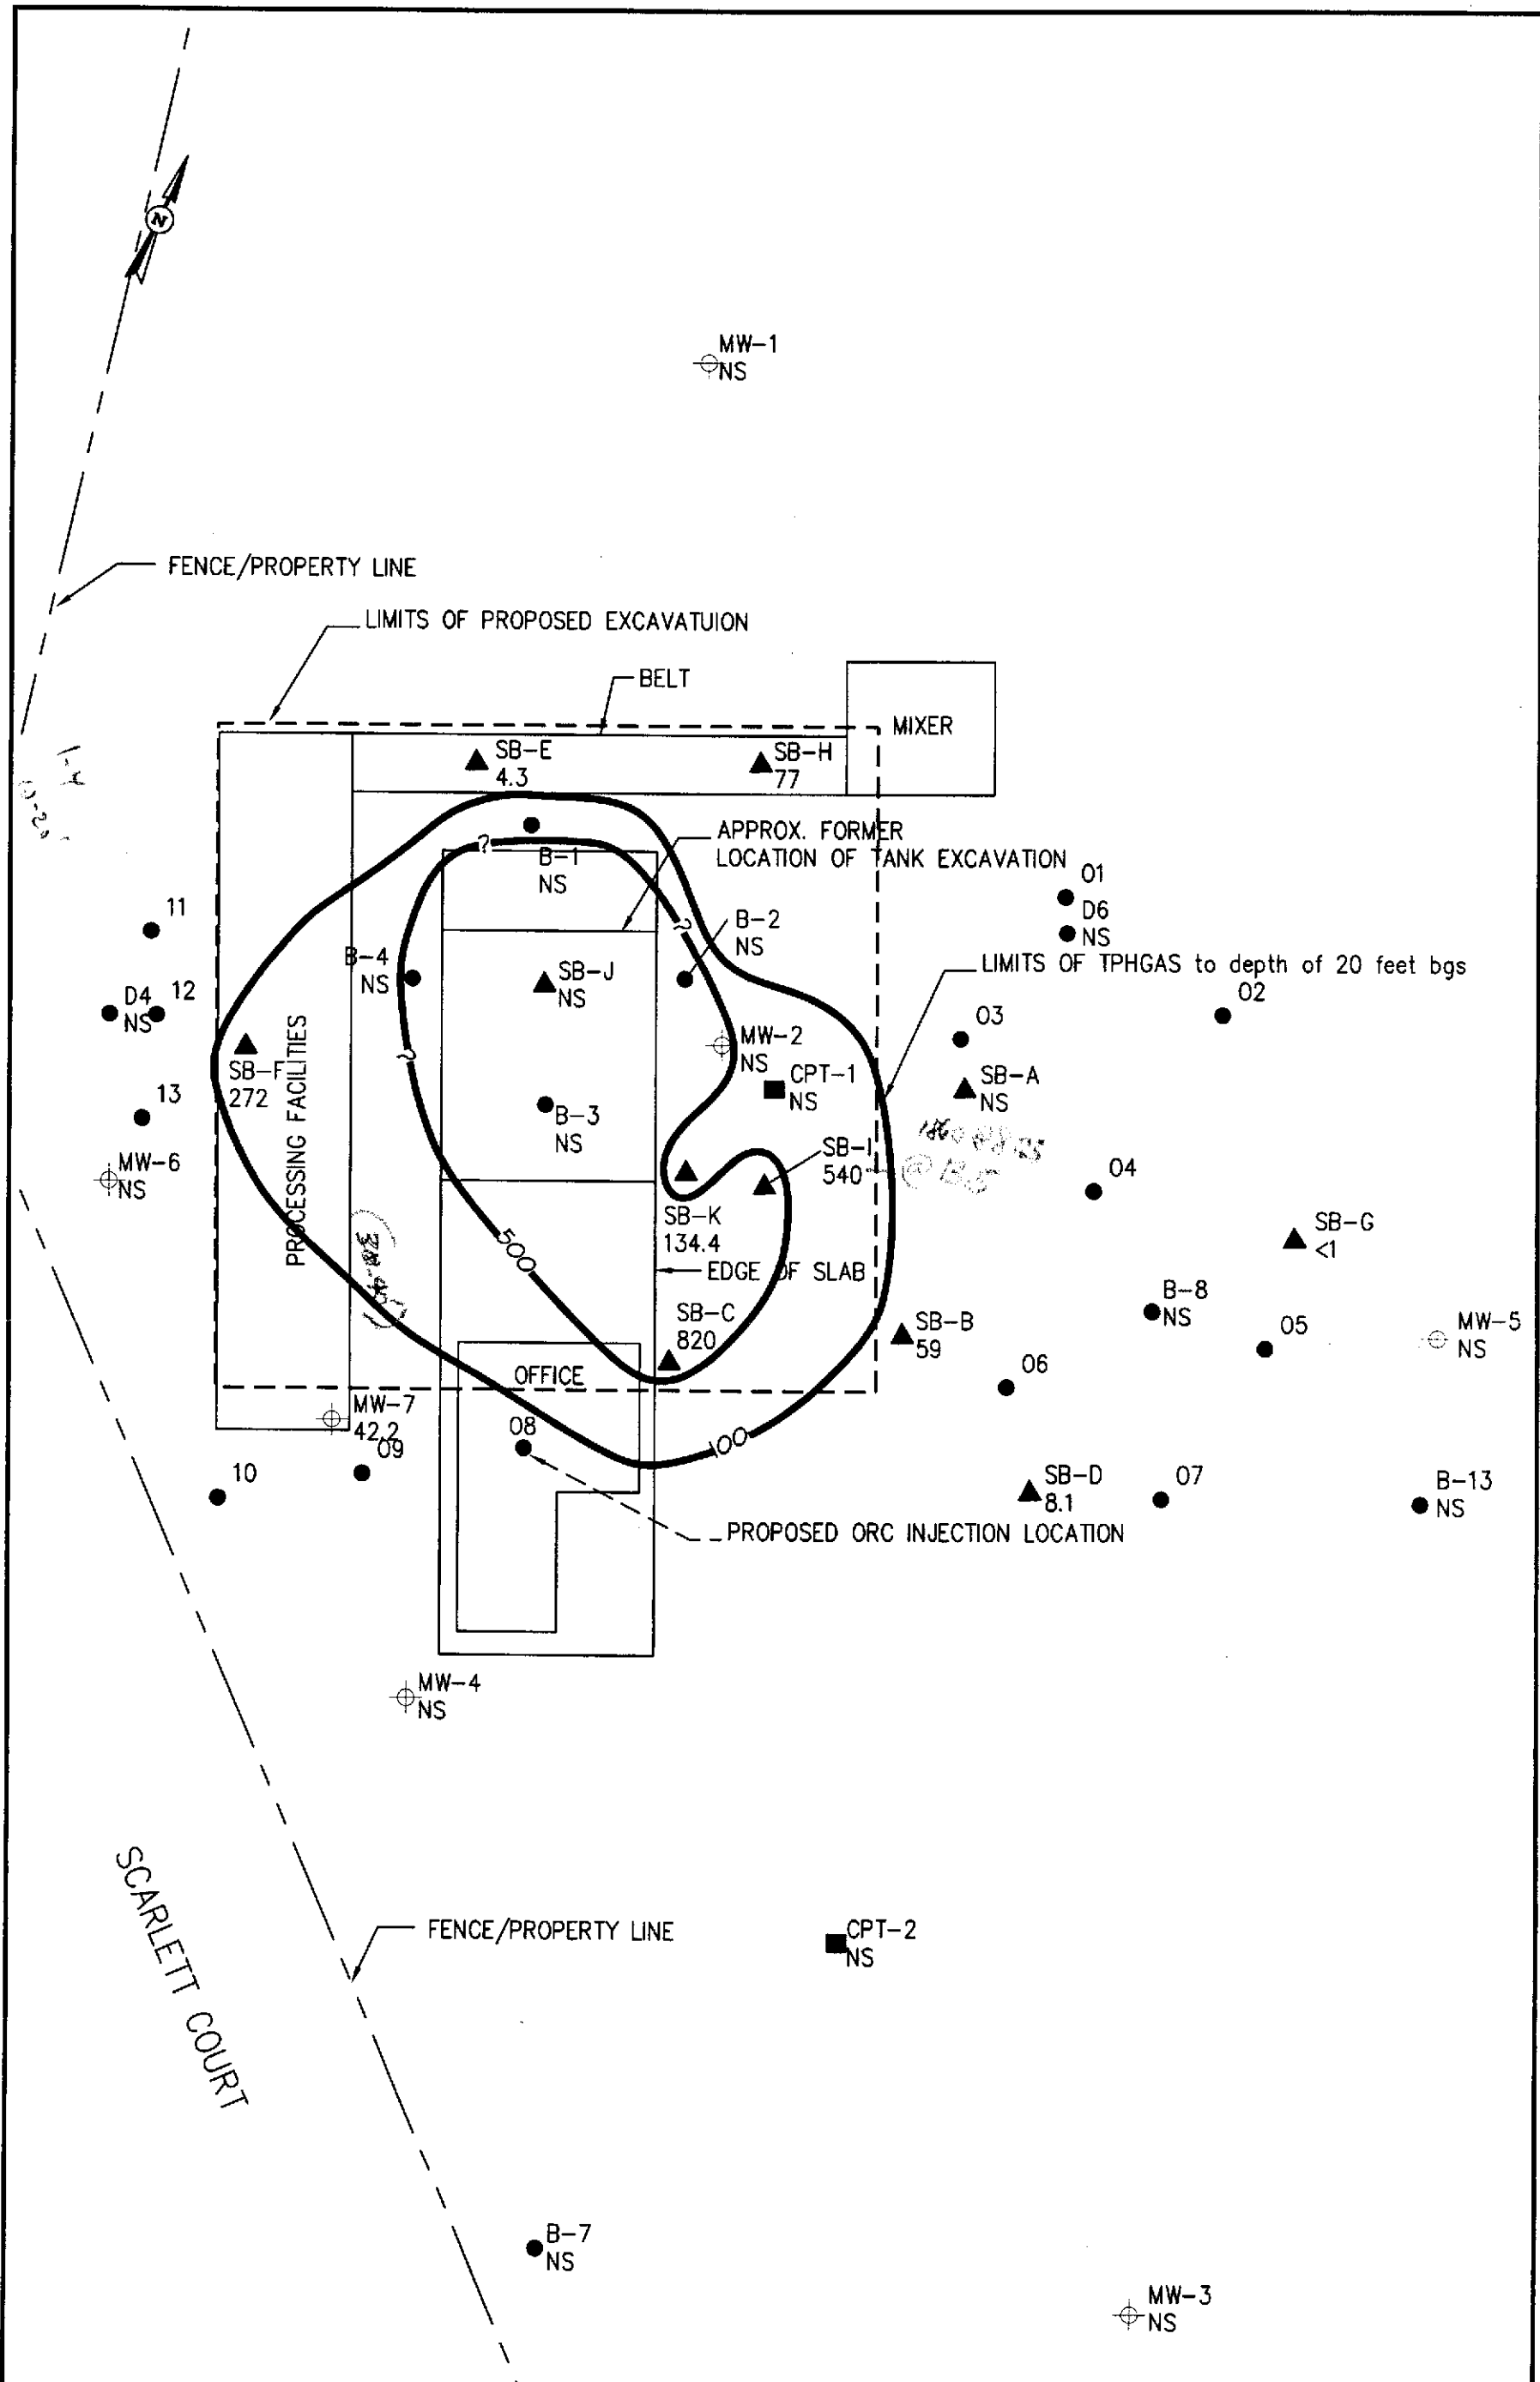 N
MW-1
NS
FENCE/PROPERTY LINE
LIMITS OF PROPOSED EXCAVATUION
BELT
MIXER
SB-E
4.3
SB-H
77
APPROX. FORMER
LOCATION OF TANK EXCAVATION
?
B-1
NS
01
D6
NS
11
B-2
NS
?
B-4
NS
SB-J
NS
LIMITS OF TPHGAS to depth of 20 feet bgs
02
D4
NS
12
03
?
MW-2
NS
SB-F
272
PROCESSING FACILITIES
CPT-1
NS
SB-A
NS
13
B-3
NS
MW-6
NS
SB-I
540
@ 13.5
04
SB-K
134.4
SB-G
<1
500
EDGE OF SLAB
SB-C
820
B-8
NS
SB-B
59
05
MW-5
NS
OFFICE
06
MW-7
42.2
09
08
100
10
SB-D
8.1
07
B-13
NS
PROPOSED ORC INJECTION LOCATION
MW-4
NS
SCARLETT COURT
FENCE/PROPERTY LINE
CPT-2
NS
B-7
NS
MW-3
NS